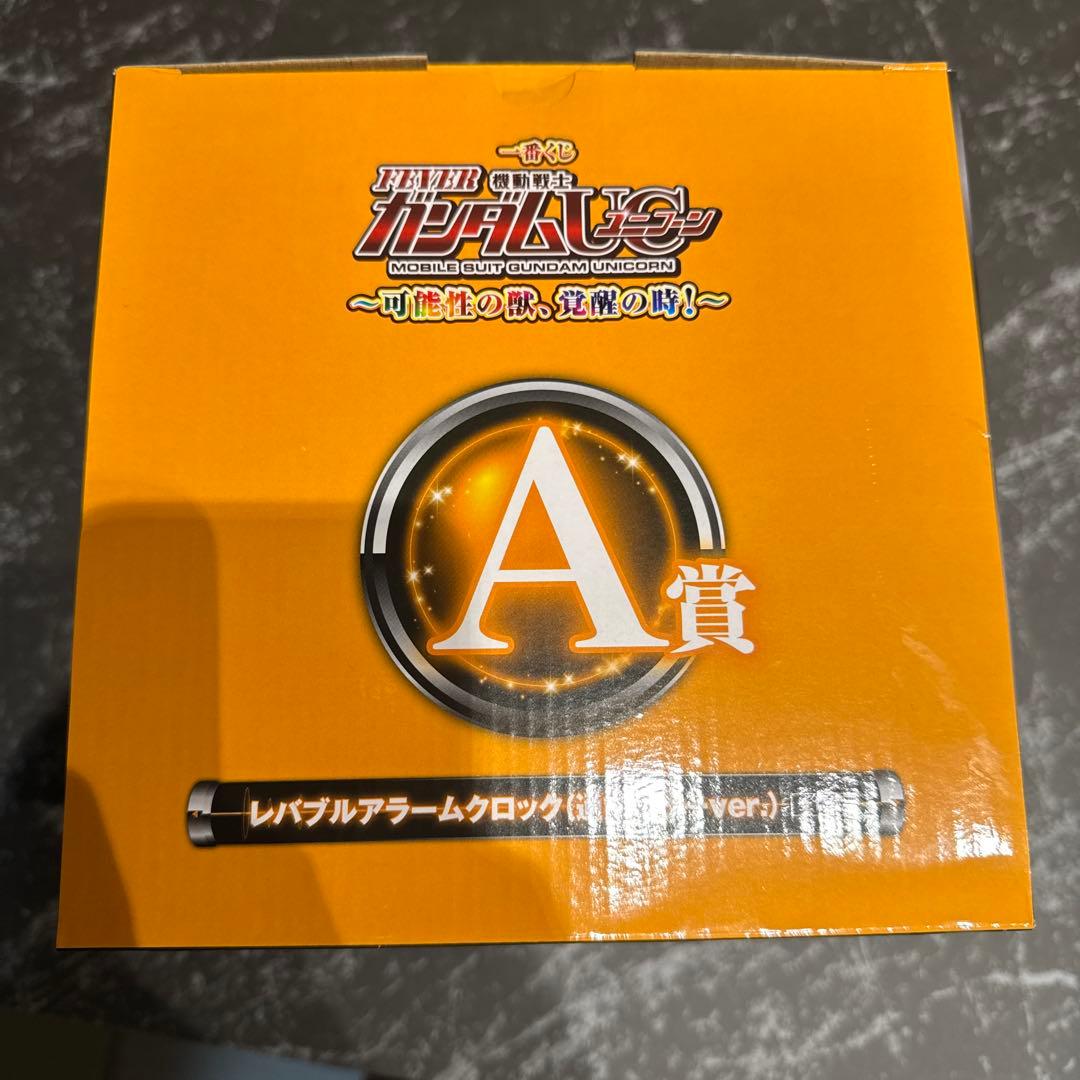 一番くじ
FEVER 機動戦士
ガンダムUC
ユニコーン
MOBILE SUIT GUNDAM UNICORN
～可能性の獣、覚醒の時！～
A賞
レバブルアラームクロック( ver.)